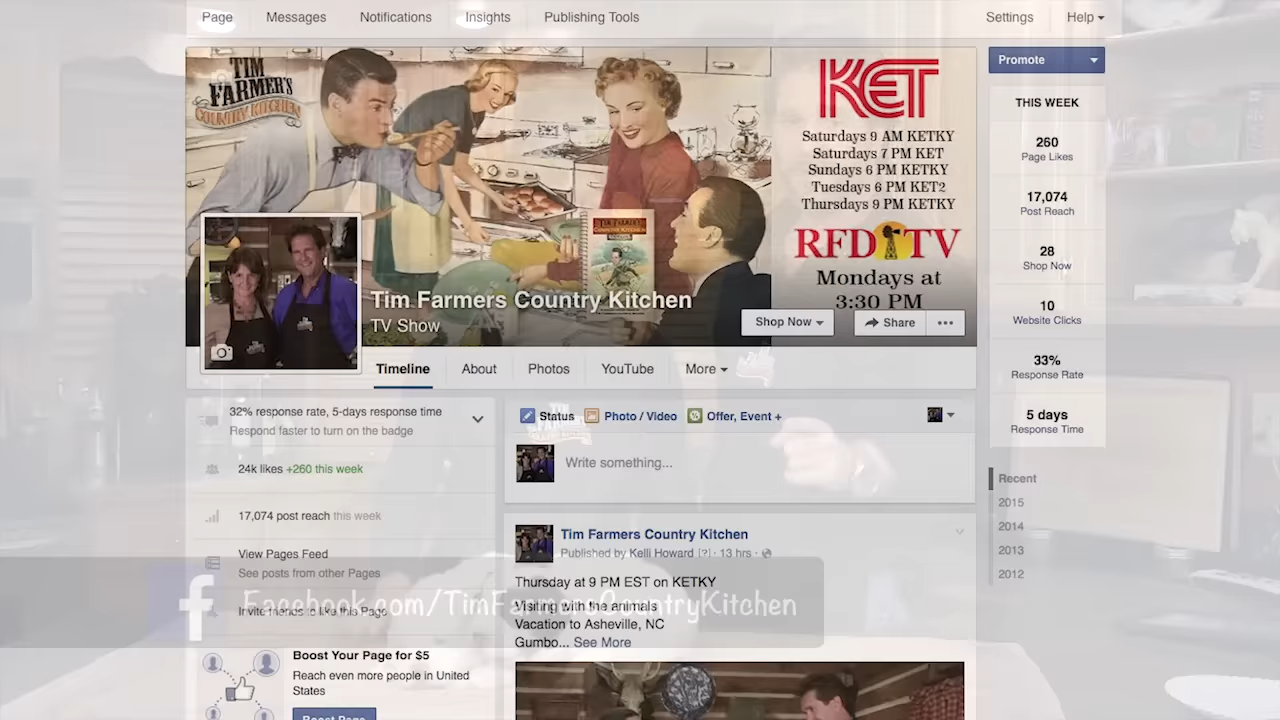 Page Messages Notifications Insights Publishing Tools Settings Help
Promote
TIM
FARMER'S
COUNTRY KITCHEN
KET
Saturdays 9 AM KETKY
Saturdays 7 PM KET
Sundays 6 PM KETKY
Tuesdays 6 PM KET2
Thursdays 9 PM KETKY
RFD TV
Mondays at
3:30 PM
TIM FARMER'S
COUNTRY KITCHEN
Tim Farmers Country Kitchen
TV Show
Shop Now Share
THIS WEEK
260
Page Likes
17,074
Post Reach
28
Shop Now
10
Website Clicks
33%
Response Rate
5 days
Response Time
Recent
2015
2014
2013
2012
Timeline About Photos YouTube More
32% response rate, 5-days response time
Respond faster to turn on the badge
24k likes +260 this week
17,074 post reach this week
View Pages Feed
See posts from other Pages
Invite friends to like this Page
Boost Your Page for $5
Reach even more people in United
States
Boost Page
Status Photo / Video Offer, Event +
Write something...
Tim Farmers Country Kitchen
Published by Kelli Howard [?] · 13 hrs ·
Thursday at 9 PM EST on KETKY
Visiting with the animals
Vacation to Asheville, NC
Gumbo... See More
Facebook.com/TimFarmersCountryKitchen